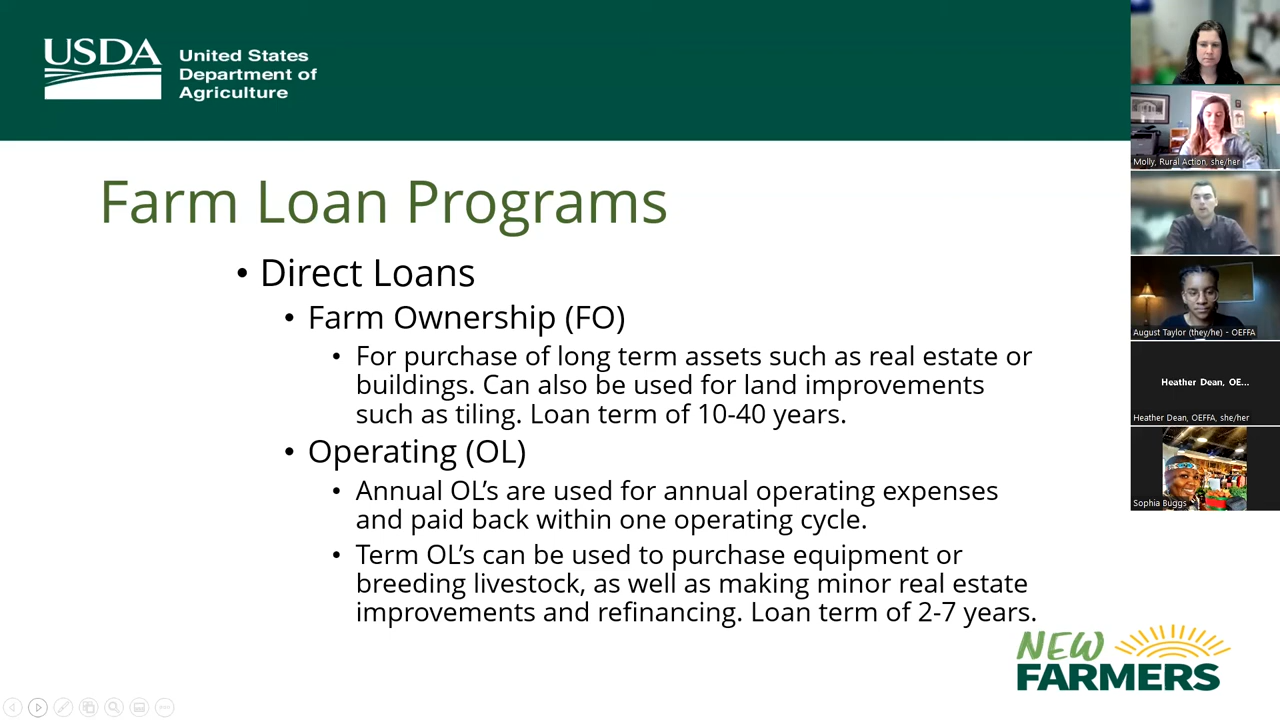 USDA
United States
Department of
Agriculture
Farm Loan Programs
• Direct Loans
• Farm Ownership (FO)
• For purchase of long term assets such as real estate or
buildings. Can also be used for land improvements
such as tiling. Loan term of 10-40 years.
• Operating (OL)
• Annual OL’s are used for annual operating expenses
and paid back within one operating cycle.
• Term OL’s can be used to purchase equipment or
breeding livestock, as well as making minor real estate
improvements and refinancing. Loan term of 2-7 years.
NEW
FARMERS
Molly, Rural Action, she/her
August Taylor (they/he) - OEFFA
Heather Dean, OE...
Heather Dean, OEFFA, she/her
Sophia Buggs